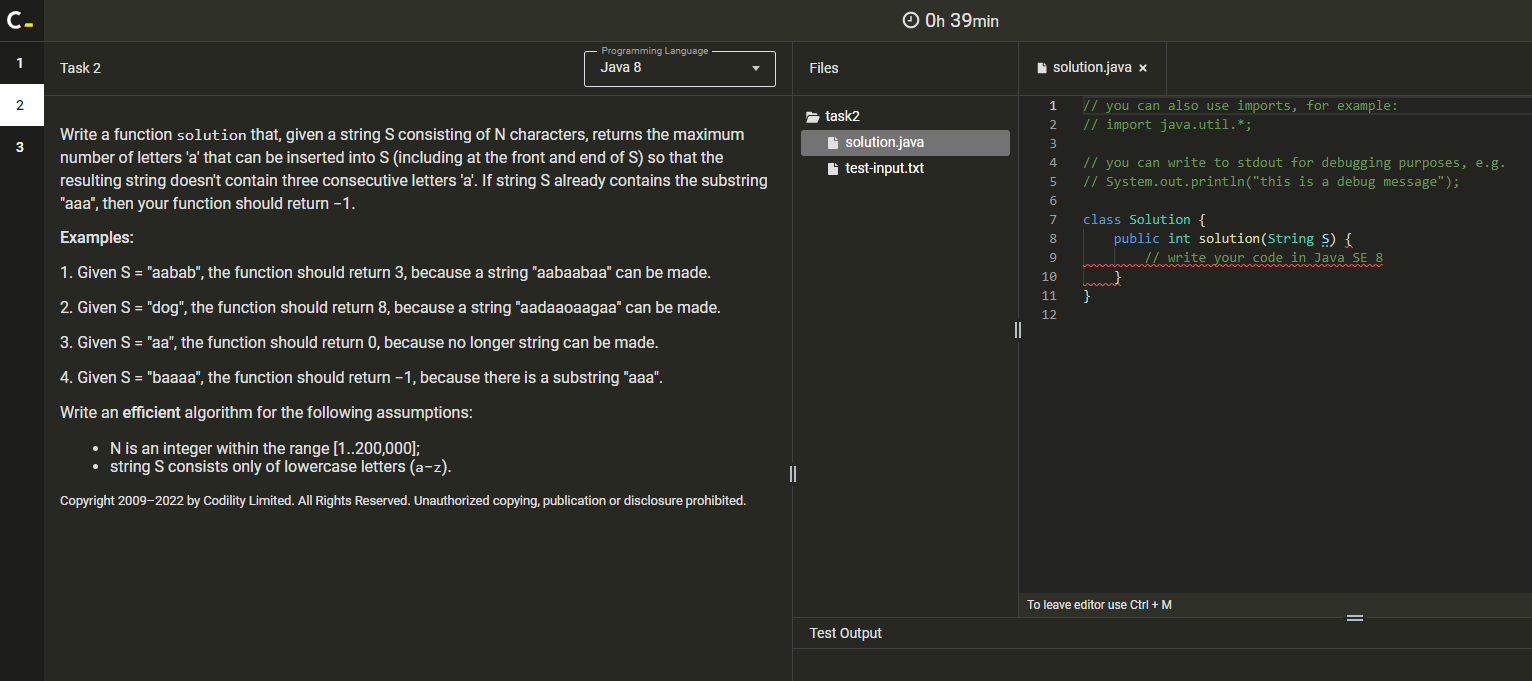 C_
0h 39min
1
2
3
Task 2
Programming Language
Java 8
Write a function solution that, given a string S consisting of N characters, returns the maximum
number of letters 'a' that can be inserted into S (including at the front and end of S) so that the
resulting string doesn't contain three consecutive letters 'a'. If string S already contains the substring
"aaa", then your function should return −1.
Examples:
1. Given S = "aabab", the function should return 3, because a string "aabaabaa" can be made.
2. Given S = "dog", the function should return 8, because a string "aadaaoaagaa" can be made.
3. Given S = "aa", the function should return 0, because no longer string can be made.
4. Given S = "baaaa", the function should return −1, because there is a substring "aaa".
Write an efficient algorithm for the following assumptions:
• N is an integer within the range [1..200,000];
• string S consists only of lowercase letters (a−z).
Copyright 2009–2022 by Codility Limited. All Rights Reserved. Unauthorized copying, publication or disclosure prohibited.
Files
task2
solution.java
test-input.txt
solution.java ×
1 // you can also use imports, for example:
2 // import java.util.*;
3
4 // you can write to stdout for debugging purposes, e.g.
5 // System.out.println("this is a debug message");
6
7 class Solution {
8 public int solution(String S) {
9 // write your code in Java SE 8
10 }
11 }
12
To leave editor use Ctrl + M
Test Output